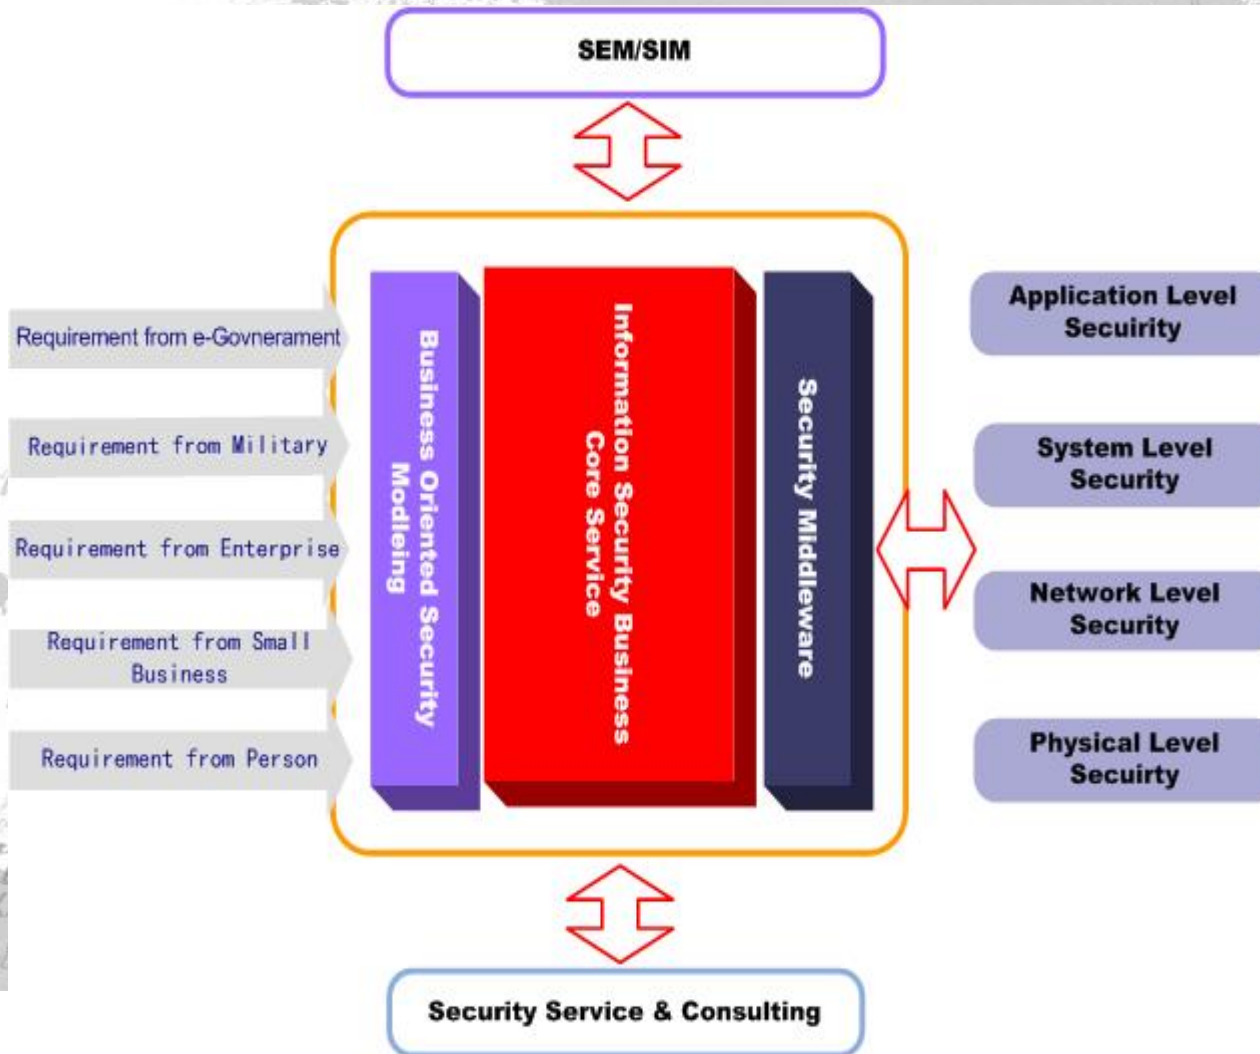 SEM/SIM
Requirement from e-Govnerament
Requirement from Military
Requirement from Enterprise
Requirement from Small
Business
Requirement from Person
Business Oriented Security
Modleing
Information Security Business
Core Service
Security Middleware
Application Level
Secuirity
System Level
Security
Network Level
Security
Physical Level
Secuirty
Security Service & Consulting